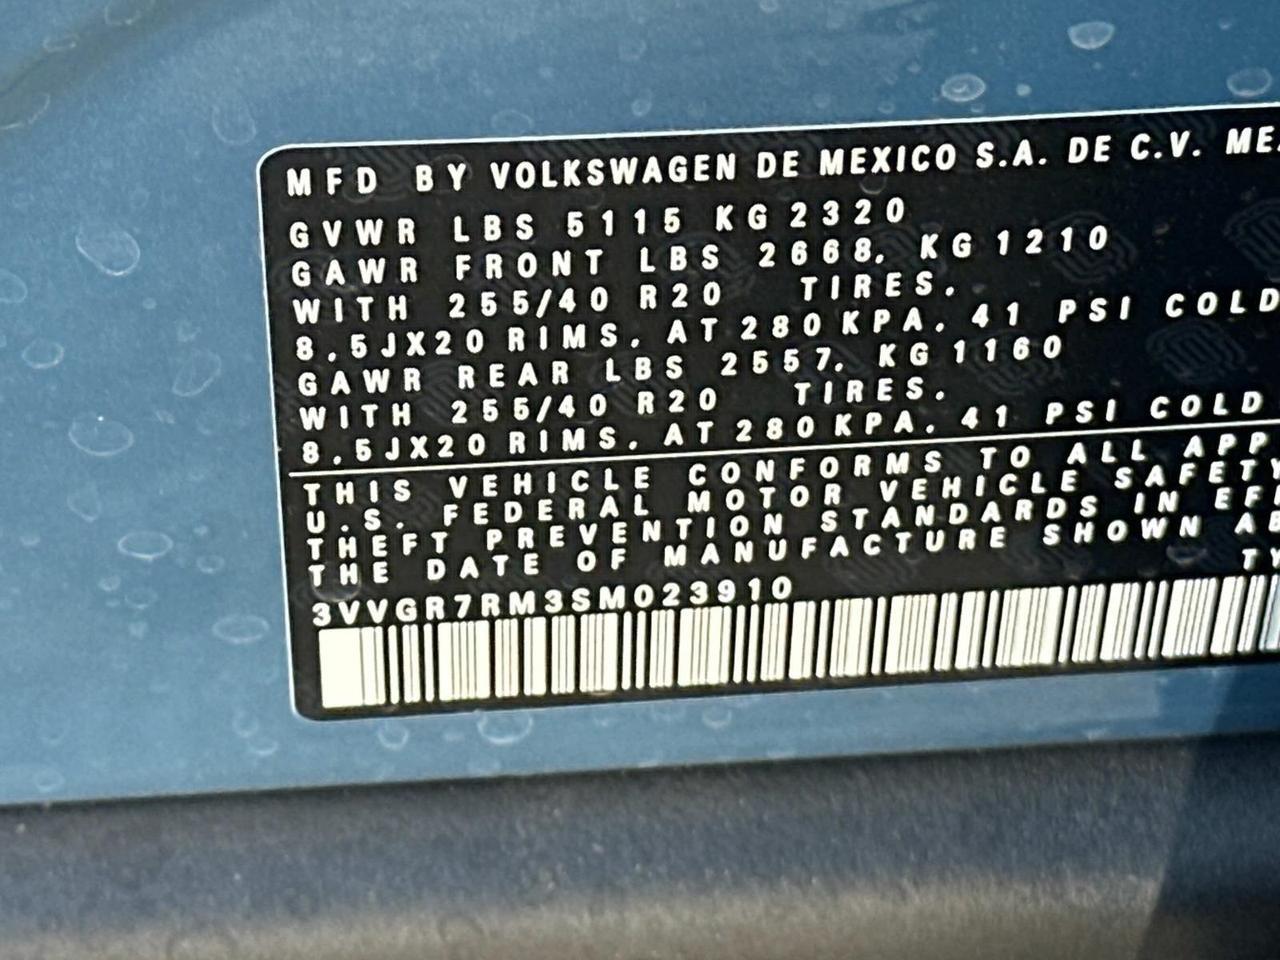 MFD BY VOLKSWAGEN DE MEXICO S.A. DE C.V.
GVWR LBS 5115 KG 2320
GAWR FRONT LBS 2668. KG 1210
WITH 255/40 R20 TIRES.
8.5JX20 RIMS. AT 280 KPA. 41 PSI COLD
GAWR REAR LBS 2557. KG 1160
WITH 255/40 R20 TIRES.
8.5JX20 RIMS. AT 280 KPA. 41 PSI COLD
THIS VEHICLE CONFORMS TO ALL
U.S. FEDERAL MOTOR VEHICLE SAFETY
THEFT PREVENTION STANDARDS IN
THE DATE OF MANUFACTURE SHOWN
3VVGR7RM3SM023910